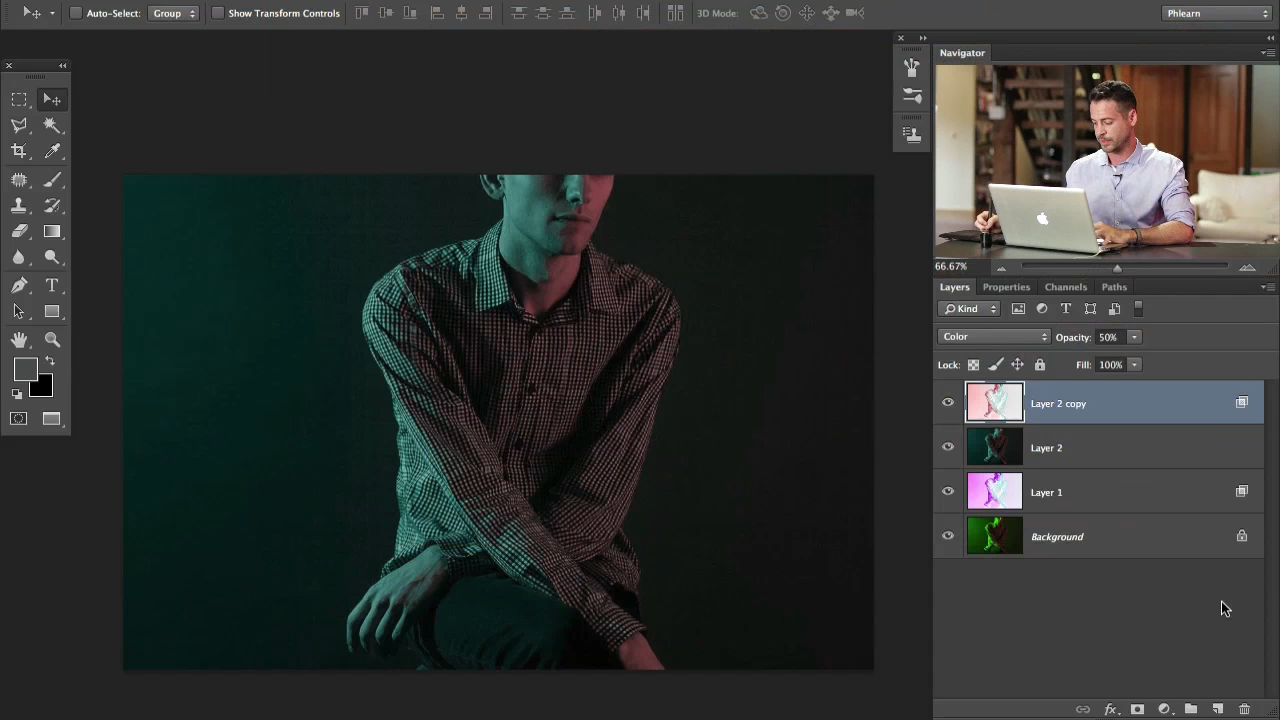 Auto-Select: Group Show Transform Controls 3D Mode: Phlearn
Navigator
66.67%
Layers Properties Channels Paths
Kind
Color Opacity: 50%
Lock: Fill: 100%
Layer 2 copy
Layer 2
Layer 1
Background